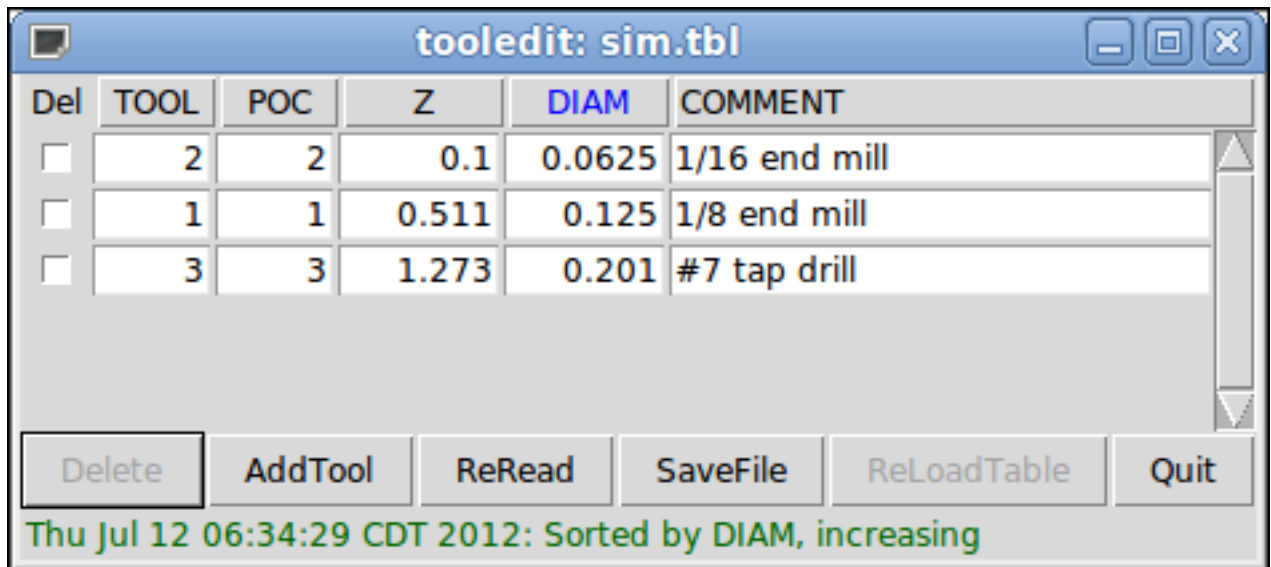 tooledit: sim.tbl
Del TOOL POC Z DIAM COMMENT
2 2 0.1 0.0625 1/16 end mill
1 1 0.511 0.125 1/8 end mill
3 3 1.273 0.201 #7 tap drill
Delete AddTool ReRead SaveFile ReLoadTable Quit
Thu Jul 12 06:34:29 CDT 2012: Sorted by DIAM, increasing